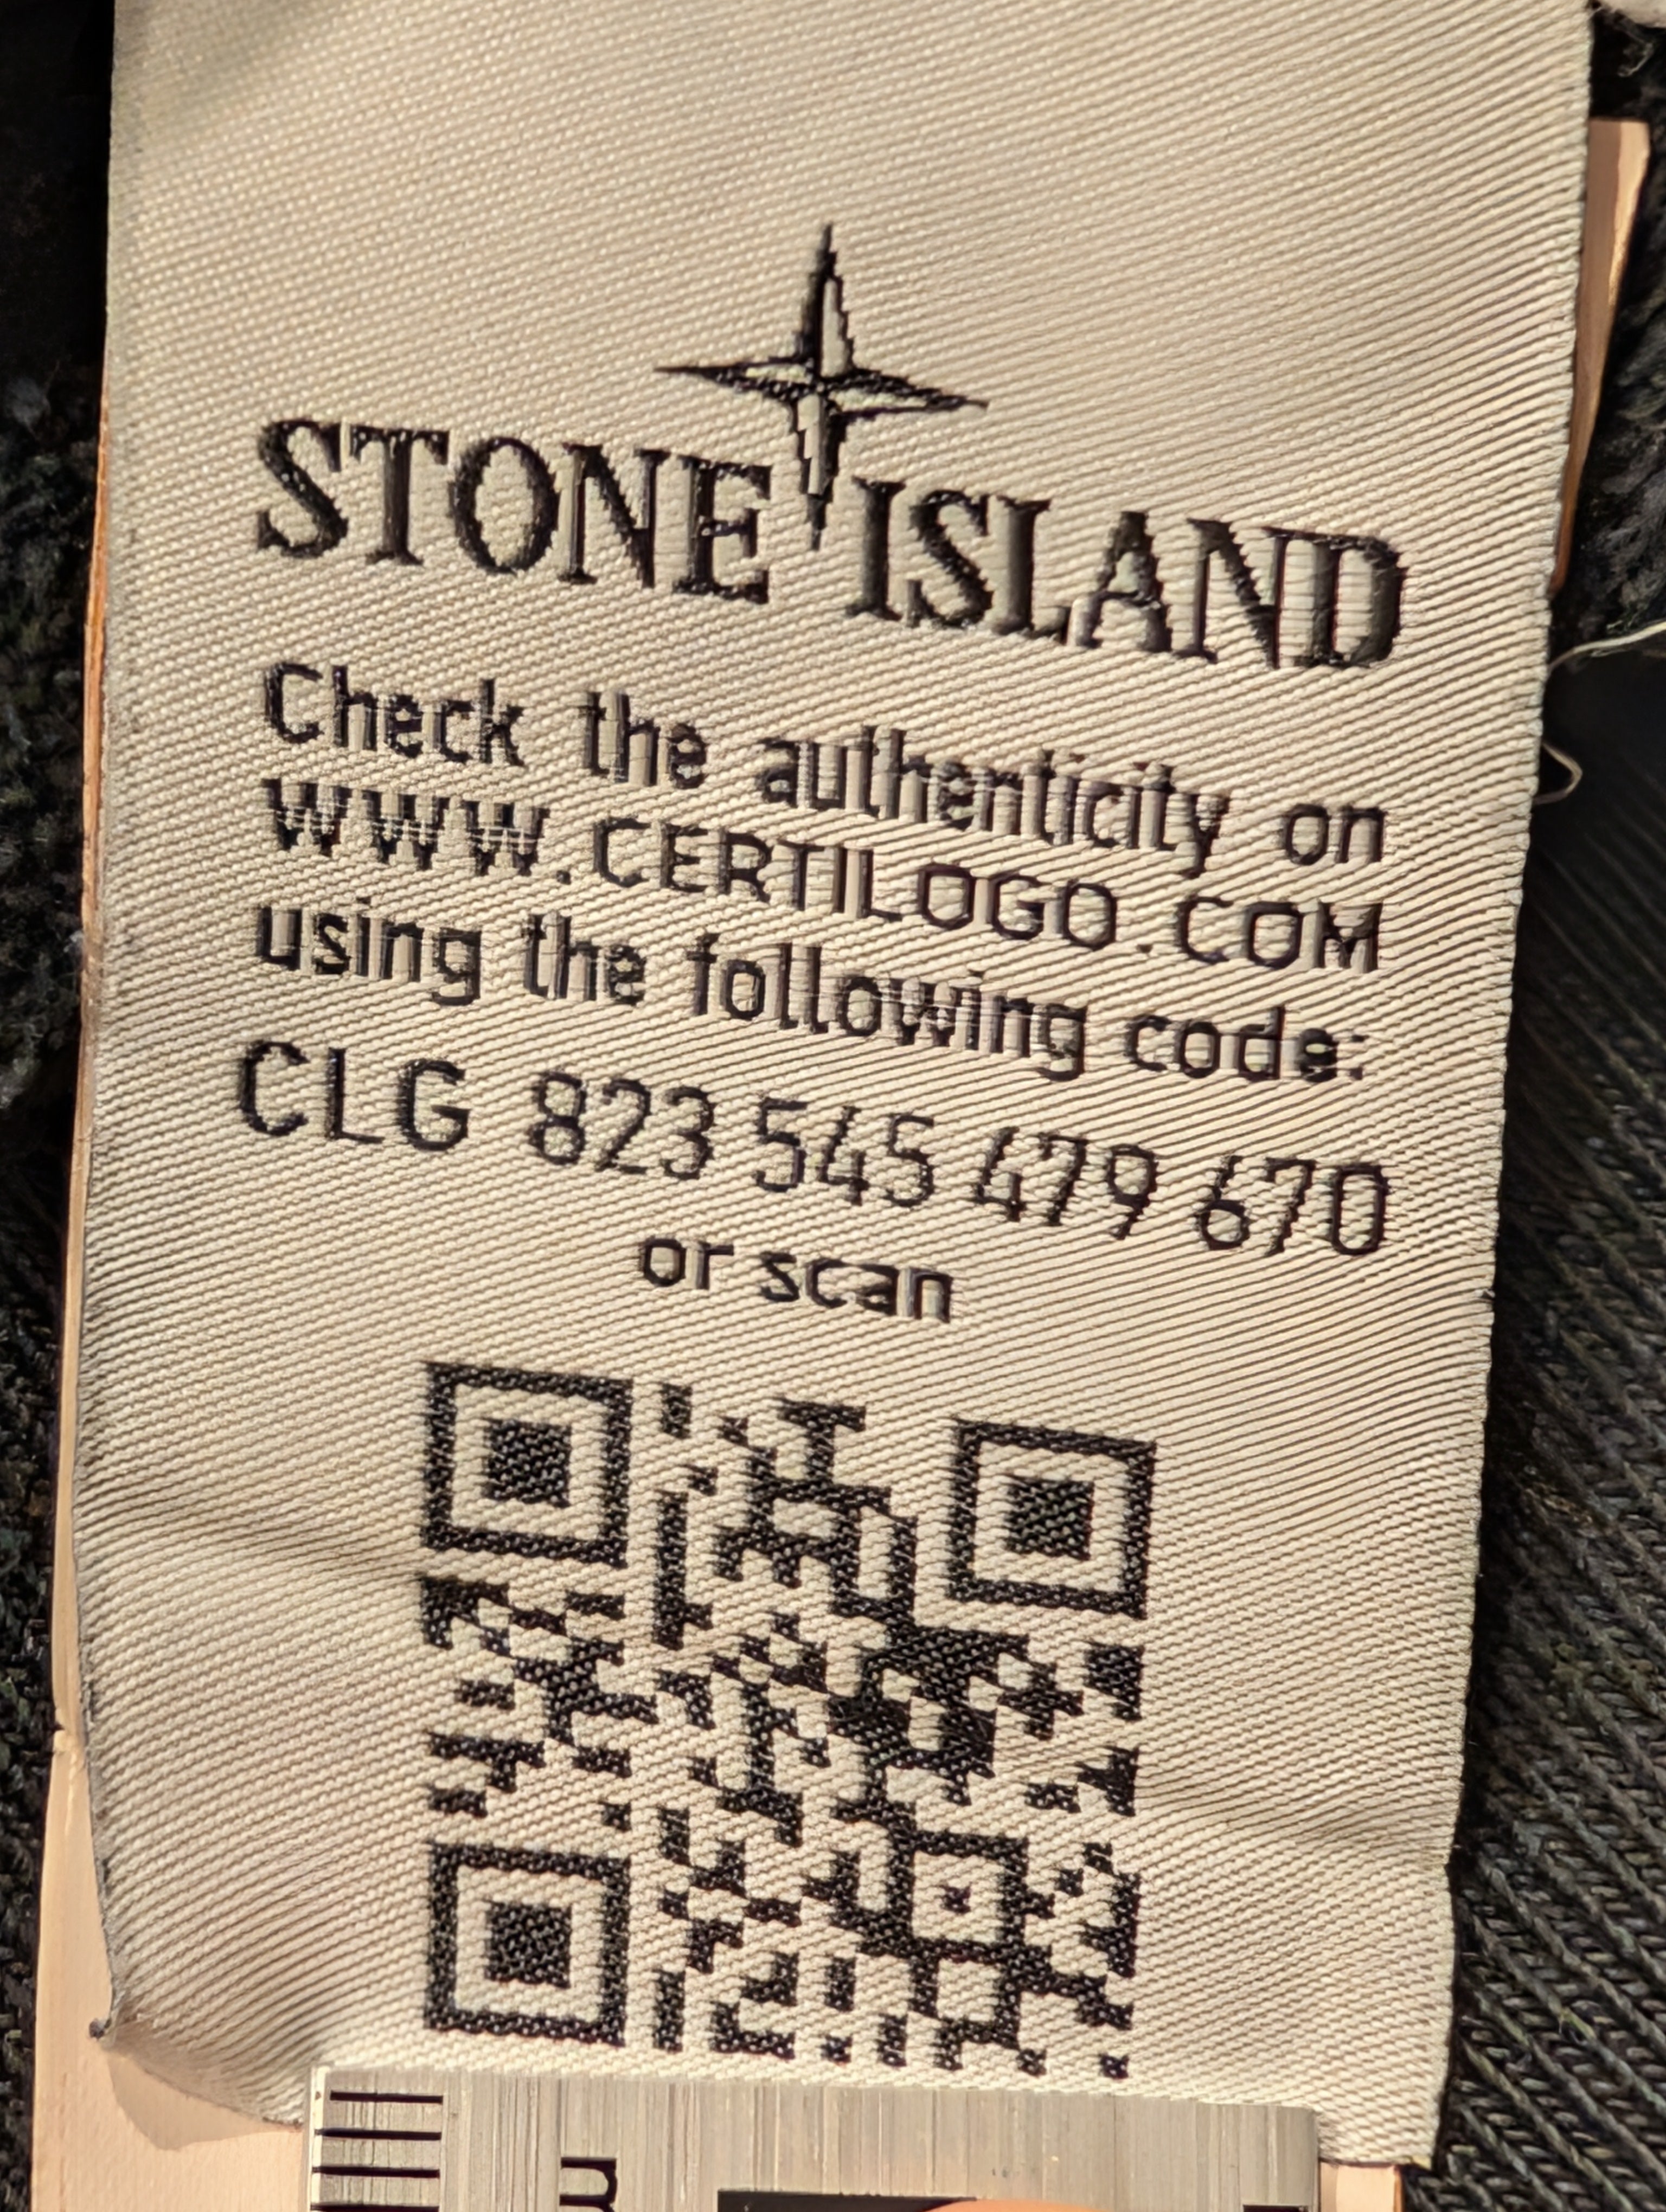 STONE ISLAND
Check the authenticity on
WWW.CERTILOGO.COM
using the following code:
CLG 823 545 479 670
or scan
m